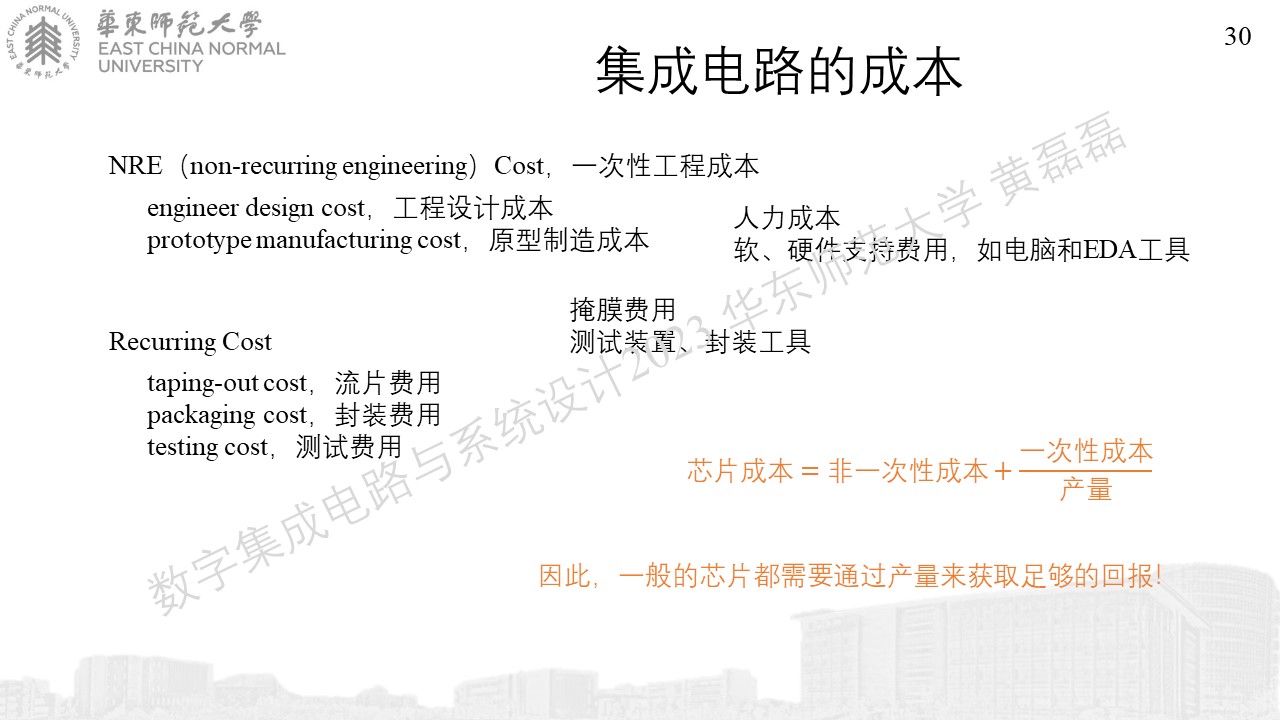 華東師範大學
EAST CHINA NORMAL
UNIVERSITY
EAST CHINA NORMAL UNIVERSITY
華東師範大學
30
集成电路的成本
NRE（non-recurring engineering）Cost，一次性工程成本
engineer design cost，工程设计成本
prototype manufacturing cost，原型制造成本
人力成本
软、硬件支持费用，如电脑和EDA工具
掩膜费用
测试装置、封装工具
Recurring Cost
taping-out cost，流片费用
packaging cost，封装费用
testing cost，测试费用
芯片成本 = 非一次性成本 + 一次性成本
产量
因此，一般的芯片都需要通过产量来获取足够的回报!
数字集成电路与系统设计2023 华东师范大学 黄磊磊